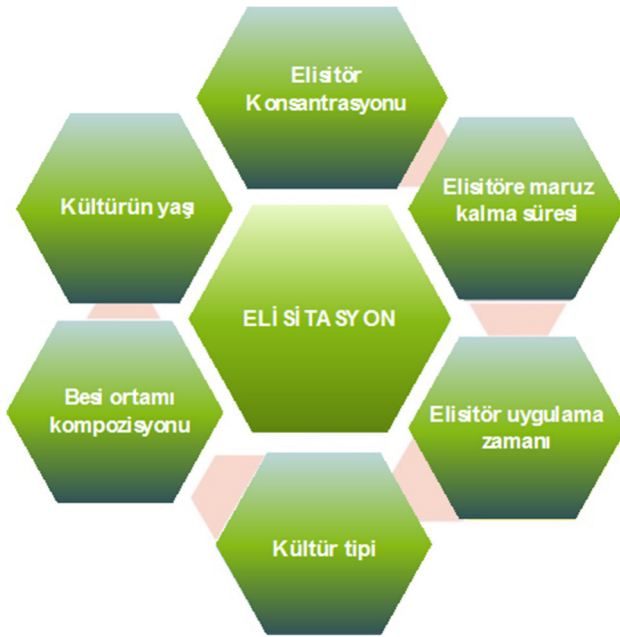 Elisitör
Konsantrasyonu
Elisitöre maruz
kalma süresi
Kültürün yaşı
ELİSİTASYON
Besi ortamı
kompozisyonu
Elisitör uygulama
zamanı
Kültür tipi